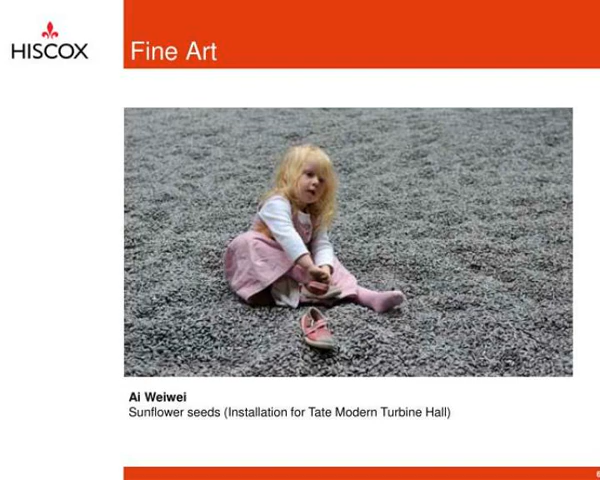 HISCOX
Fine Art
Ai Weiwei
Sunflower seeds (Installation for Tate Modern Turbine Hall)